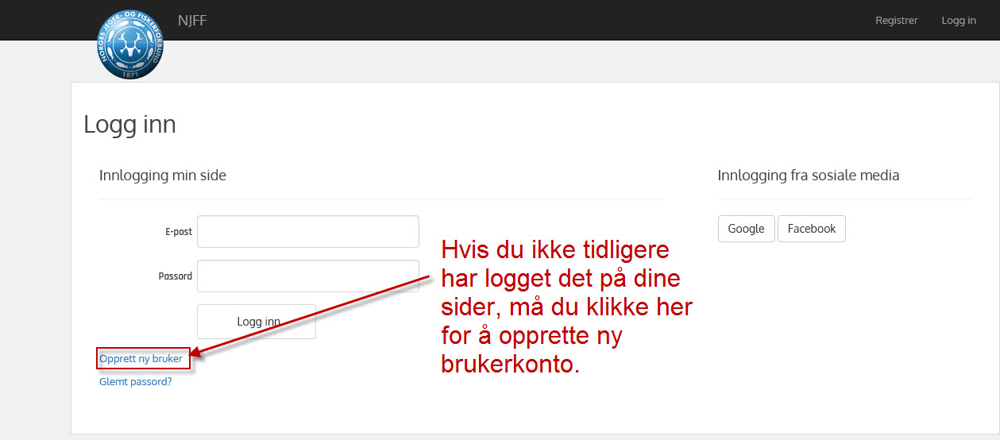 NORGES JEGER- OG FISKERFORBUND
1871
NJFF
Registrer
Logg in
Logg inn
Innlogging min side
Innlogging fra sosiale media
E-post
Google
Facebook
Passord
Logg inn
Hvis du ikke tidligere
har logget det på dine
sider, må du klikke her
for å opprette ny
brukerkonto.
Opprett ny bruker
Glemt passord?